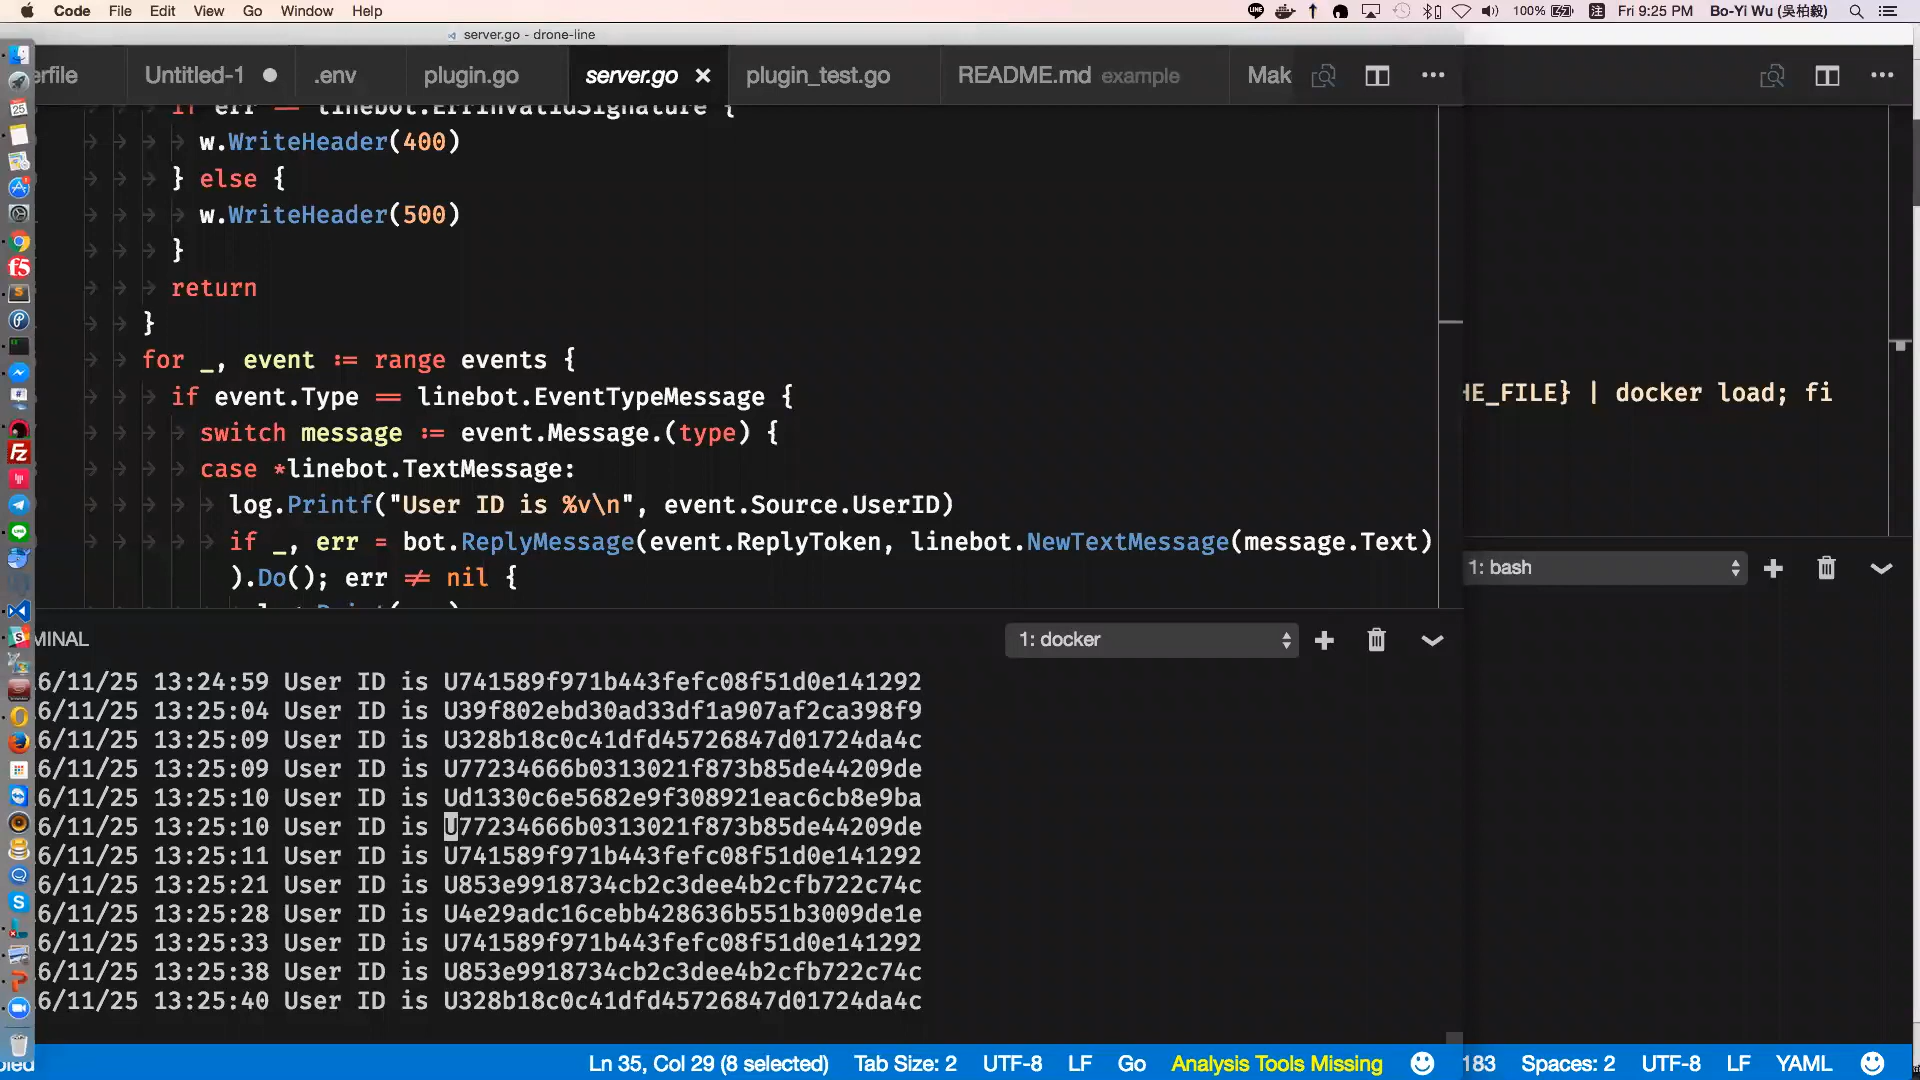 Code File Edit View Go Window Help 100% Fri 9:25 PM Bo-Yi Wu (吳柏毅)
server.go - drone-line
erfile Untitled-1 .env plugin.go server.go plugin_test.go README.md example Mak
if err == linebot.ErrInvalidSignature {
w.WriteHeader(400)
} else {
w.WriteHeader(500)
}
return
}
for _, event := range events {
if event.Type == linebot.EventTypeMessage {
switch message := event.Message.(type) {
case *linebot.TextMessage:
log.Printf("User ID is %v\n", event.Source.UserID)
if _, err = bot.ReplyMessage(event.ReplyToken, linebot.NewTextMessage(message.Text)
).Do(); err ≠ nil {
HE_FILE} | docker load; fi
1: bash
MINAL
1: docker
6/11/25 13:24:59 User ID is U741589f971b443fefc08f51d0e141292
6/11/25 13:25:04 User ID is U39f802ebd30ad33df1a907af2ca398f9
6/11/25 13:25:09 User ID is U328b18c0c41dfd45726847d01724da4c
6/11/25 13:25:09 User ID is U77234666b0313021f873b85de44209de
6/11/25 13:25:10 User ID is Ud1330c6e5682e9f308921eac6cb8e9ba
6/11/25 13:25:10 User ID is U77234666b0313021f873b85de44209de
6/11/25 13:25:11 User ID is U741589f971b443fefc08f51d0e141292
6/11/25 13:25:21 User ID is U853e9918734cb2c3dee4b2cfb722c74c
6/11/25 13:25:28 User ID is U4e29adc16cebb428636b551b3009de1e
6/11/25 13:25:33 User ID is U741589f971b443fefc08f51d0e141292
6/11/25 13:25:38 User ID is U853e9918734cb2c3dee4b2cfb722c74c
6/11/25 13:25:40 User ID is U328b18c0c41dfd45726847d01724da4c
Ln 35, Col 29 (8 selected) Tab Size: 2 UTF-8 LF Go Analysis Tools Missing 183 Spaces: 2 UTF-8 LF YAML